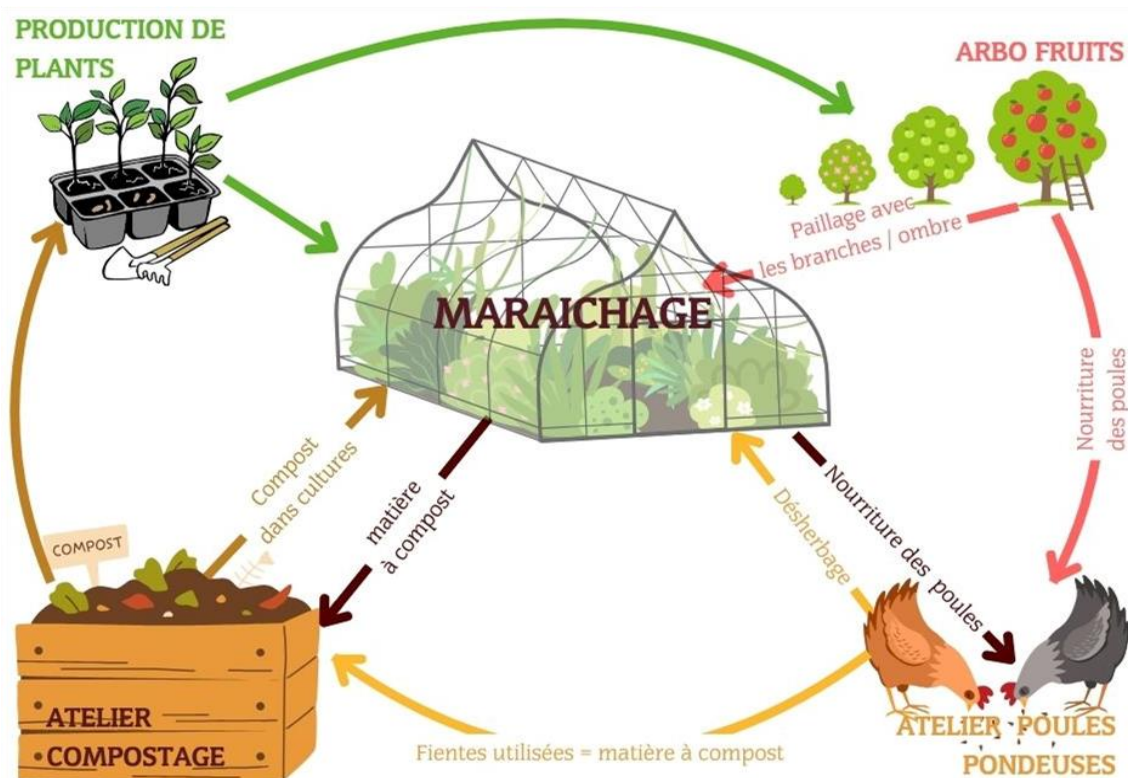 PRODUCTION DE
PLANTS
ARBO FRUITS
Paillage avec
les branches / ombre
MARAICHAGE
Nourriture
des poules
Compost
dans cultures
matière
à compost
Désherbage
Nourriture des poules
COMPOST
ATELIER
COMPOSTAGE
Fientes utilisées = matière à compost
ATELIER POULES
PONDEUSES